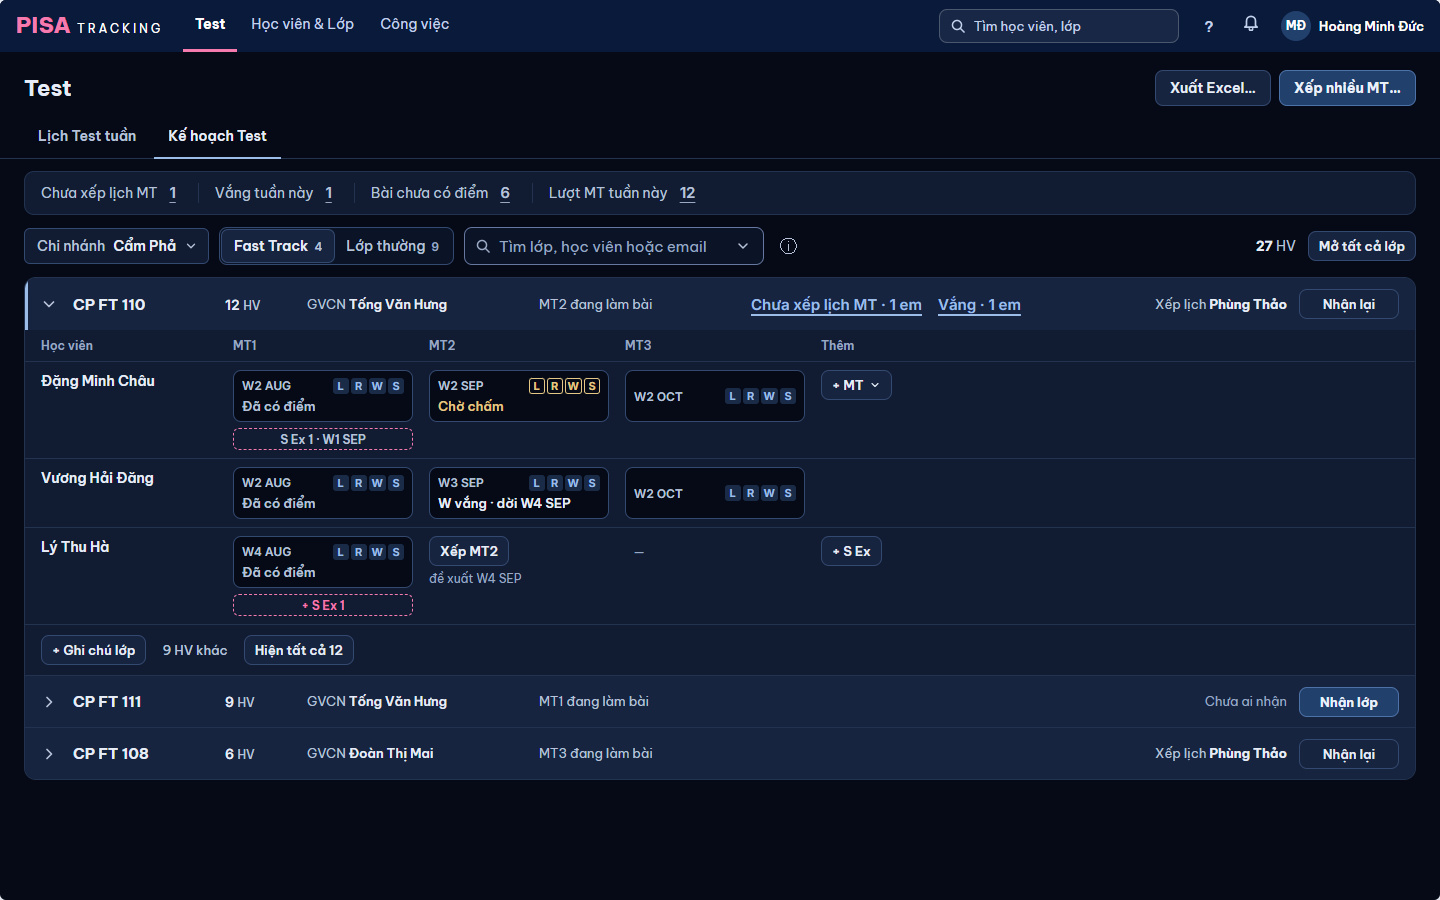 PISA TRACKING Test Học viên & Lớp Công việc Tìm học viên, lớp ? MĐ Hoàng Minh Đức
Test Xuất Excel... Xếp nhiều MT...
Lịch Test tuần Kế hoạch Test
Chưa xếp lịch MT 1 Vắng tuần này 1 Bài chưa có điểm 6 Lượt MT tuần này 12
Chi nhánh Cẩm Phả Fast Track 4 Lớp thường 9 Tìm lớp, học viên hoặc email 27 HV Mở tất cả lớp
CP FT 110 12 HV GVCN Tống Văn Hưng MT2 đang làm bài Chưa xếp lịch MT · 1 em Vắng · 1 em Xếp lịch Phùng Thảo Nhận lại
Học viên MT1 MT2 MT3 Thêm
Đặng Minh Châu W2 AUG L R W S W2 SEP L R W S W2 OCT L R W S + MT
Đã có điểm Chờ chấm
S Ex 1 · W1 SEP
Vương Hải Đăng W2 AUG L R W S W3 SEP L R W S W2 OCT L R W S
Đã có điểm W vắng · dời W4 SEP
Lý Thu Hà W4 AUG L R W S Xếp MT2 – + S Ex
Đã có điểm đề xuất W4 SEP
+ S Ex 1
+ Ghi chú lớp 9 HV khác Hiện tất cả 12
CP FT 111 9 HV GVCN Tống Văn Hưng MT1 đang làm bài Chưa ai nhận Nhận lớp
CP FT 108 6 HV GVCN Đoàn Thị Mai MT3 đang làm bài Xếp lịch Phùng Thảo Nhận lại